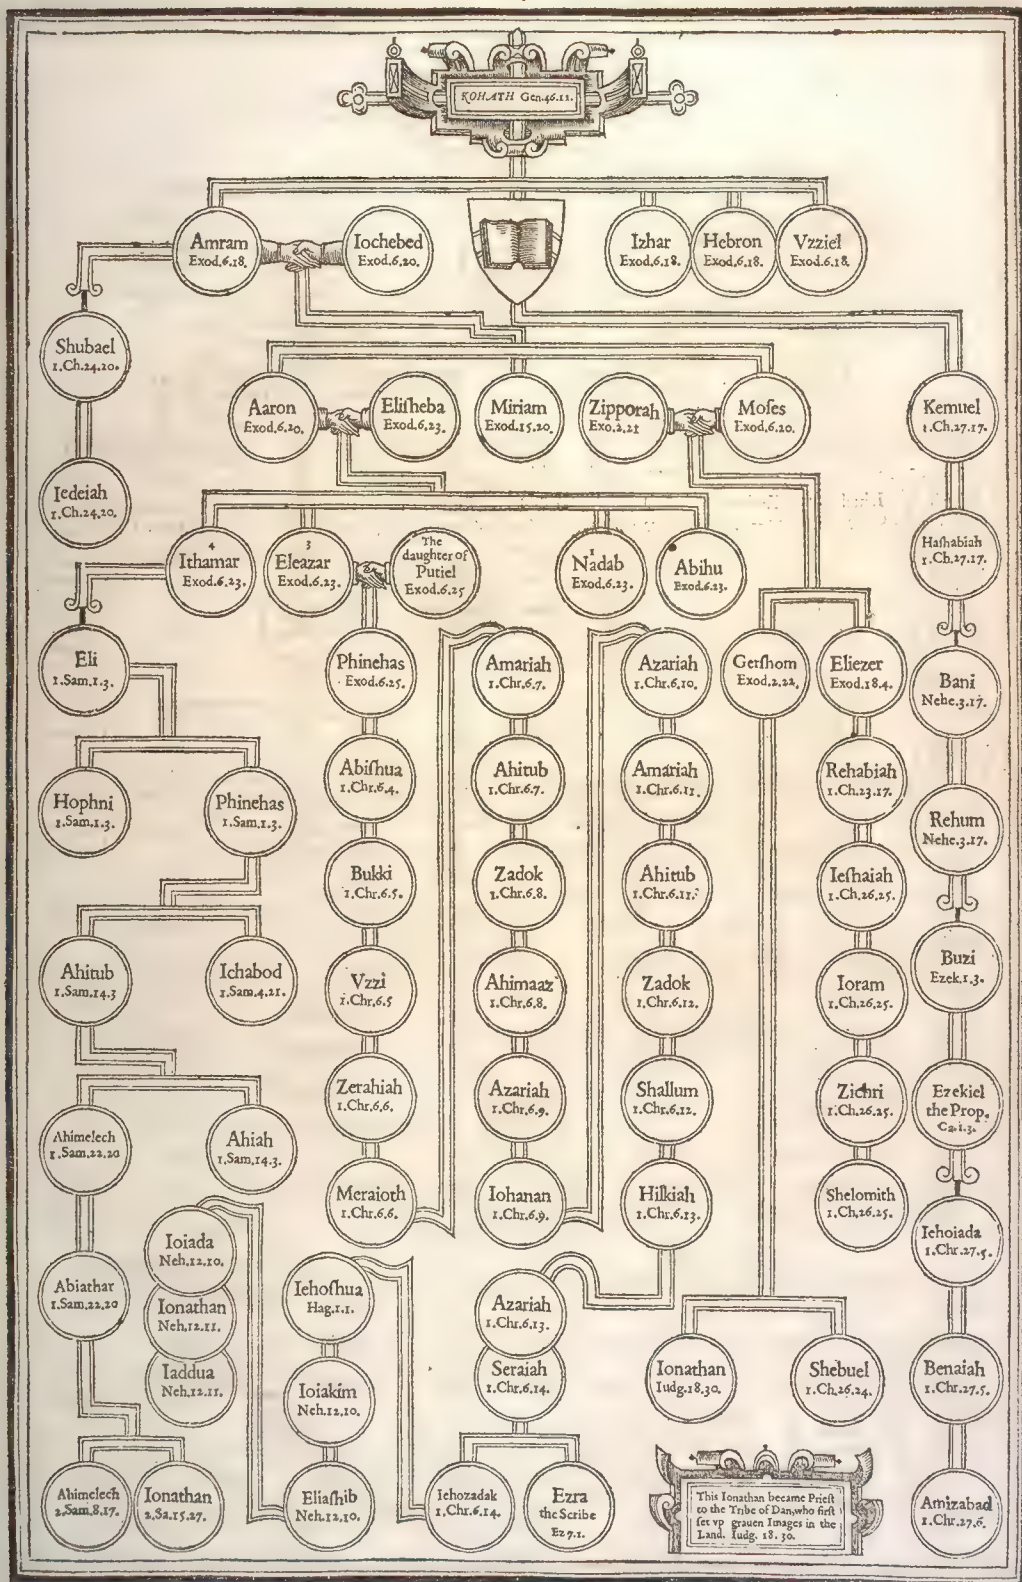 KOHATH Gen.46.11.
Amram
Exod.6.18.
Iochebed
Exod.6.20.
Izhar
Exod.6.18.
Hebron
Exod.6.18.
Vzziel
Exod.6.18.
Shubael
1.Ch.24.20.
Aaron
Exod.6.20.
Eliſheba
Exod.6.23.
Miriam
Exod.15.20.
Zipporah
Exo.2.21
Moſes
Exod.6.20.
Kemuel
1.Ch.27.17.
Iedeiah
1.Ch.24.20.
4
Ithamar
Exod.6.23.
3
Eleazar
Exod.6.23.
The
daughter of
Putiel
Exod.6.25
1
Nadab
Exod.6.23.
Abihu
Exod.6.23.
Haſhabiah
1.Ch.27.17.
Eli
1.Sam.1.3.
Phinehas
Exod.6.25.
Amariah
1.Chr.6.7.
Azariah
1.Chr.6.10.
Gerſhom
Exod.2.22.
Eliezer
Exod.18.4.
Bani
Nehe.3.17.
Hophni
1.Sam.1.3.
Phinehas
1.Sam.1.3.
Abiſhua
1.Chr.6.4.
Ahitub
1.Chr.6.7.
Amariah
1.Chr.6.11.
Rehabiah
1.Ch.23.17.
Rehum
Nehe.3.17.
Bukki
1.Chr.6.5.
Zadok
1.Chr.6.8.
Ahitub
1.Chr.6.11.
Ieſhaiah
1.Ch.26.25.
Ahitub
1.Sam.14.3
Ichabod
1.Sam.4.21.
Vzzi
1.Chr.6.5
Ahimaaz
1.Chr.6.8.
Zadok
1.Chr.6.12.
Ioram
1.Ch.26.25.
Buzi
Ezek.1.3.
Ahimelech
1.Sam.22.20
Ahiah
1.Sam.14.3.
Zerahiah
1.Chr.6.6.
Azariah
1.Chr.6.9.
Shallum
1.Chr.6.12.
Zichri
1.Ch.26.25.
Ezekiel
the Prop.
Ca.1.3.
Meraioth
1.Chr.6.6.
Iohanan
1.Chr.6.9.
Hilkiah
1.Chr.6.13.
Shelomith
1.Ch.26.25.
Iehoiada
1.Chr.27.5.
Abiathar
1.Sam.22.20
Ioiada
Neh.12.10.
Ionathan
Neh.12.11.
Iaddua
Neh.12.11.
Iehoſhua
Hag.1.1.
Ioiakim
Neh.12.10.
Azariah
1.Chr.6.13.
Seraiah
1.Chr.6.14.
Ionathan
Iudg.18.30.
Shebuel
1.Ch.26.24.
Benaiah
1.Chr.27.5.
Ahimelech
2.Sam.8.17.
Ionathan
2.Sa.15.27.
Eliaſhib
Neh.12.10.
Iehozadak
1.Chr.6.14.
Ezra
the Scribe
Ez 7.1.
This Ionathan became Prieſt
to the Tribe of Dan,who firſt
ſet vp grauen Images in the
Land. Iudg. 18. 30.
Amizabad
1.Chr.27.6.